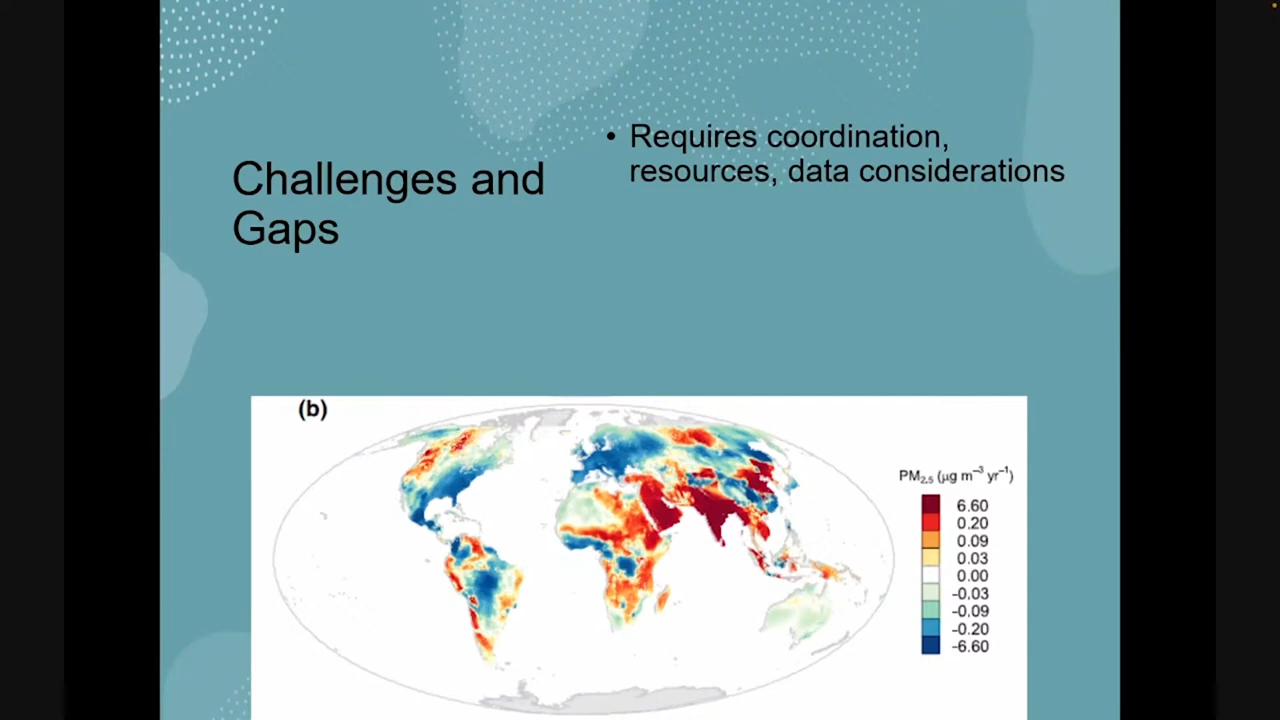 Challenges and
Gaps
• Requires coordination,
resources, data considerations
(b)
PM2.5 (μg m−3 yr−1)
6.60
0.20
0.09
0.03
0.00
-0.03
-0.09
-0.20
-6.60